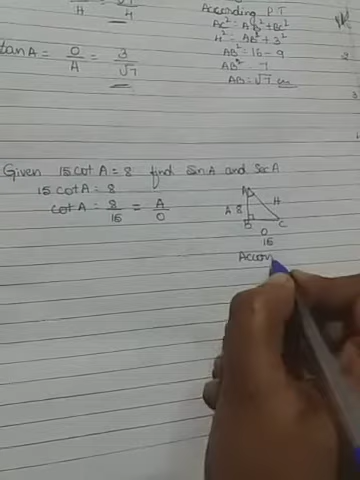 H 4
tan A = O/A = 3/√7
According P.T
AC² = AB² + BC²
4² = AB² + 3²
AB² = 16 - 9
AB² = 7
AB = √7 cm
Given 15 cot A = 8 find sin A and sec A
15 cot A = 8
cot A = 8/15 = A/O
A
A 8 H
B C
O
15
Accor